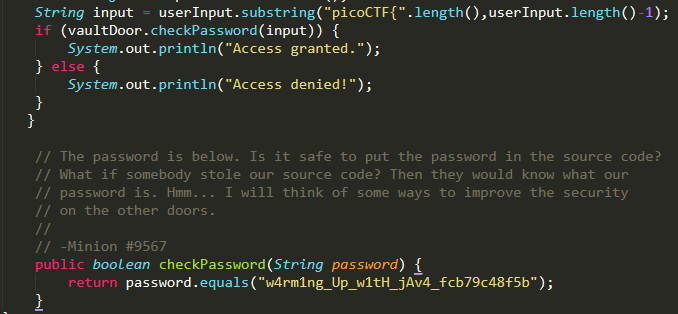 String input = userInput.substring("picoCTF{".length(),userInput.length()-1);
if (vaultDoor.checkPassword(input)) {
System.out.println("Access granted.");
} else {
System.out.println("Access denied!");
}
}
// The password is below. Is it safe to put the password in the source code?
// What if somebody stole our source code? Then they would know what our
// password is. Hmm... I will think of some ways to improve the security
// on the other doors.
//
// -Minion #9567
public boolean checkPassword(String password) {
return password.equals("w4rm1ng_Up_w1tH_jAv4_fcb79c48f5b");
}